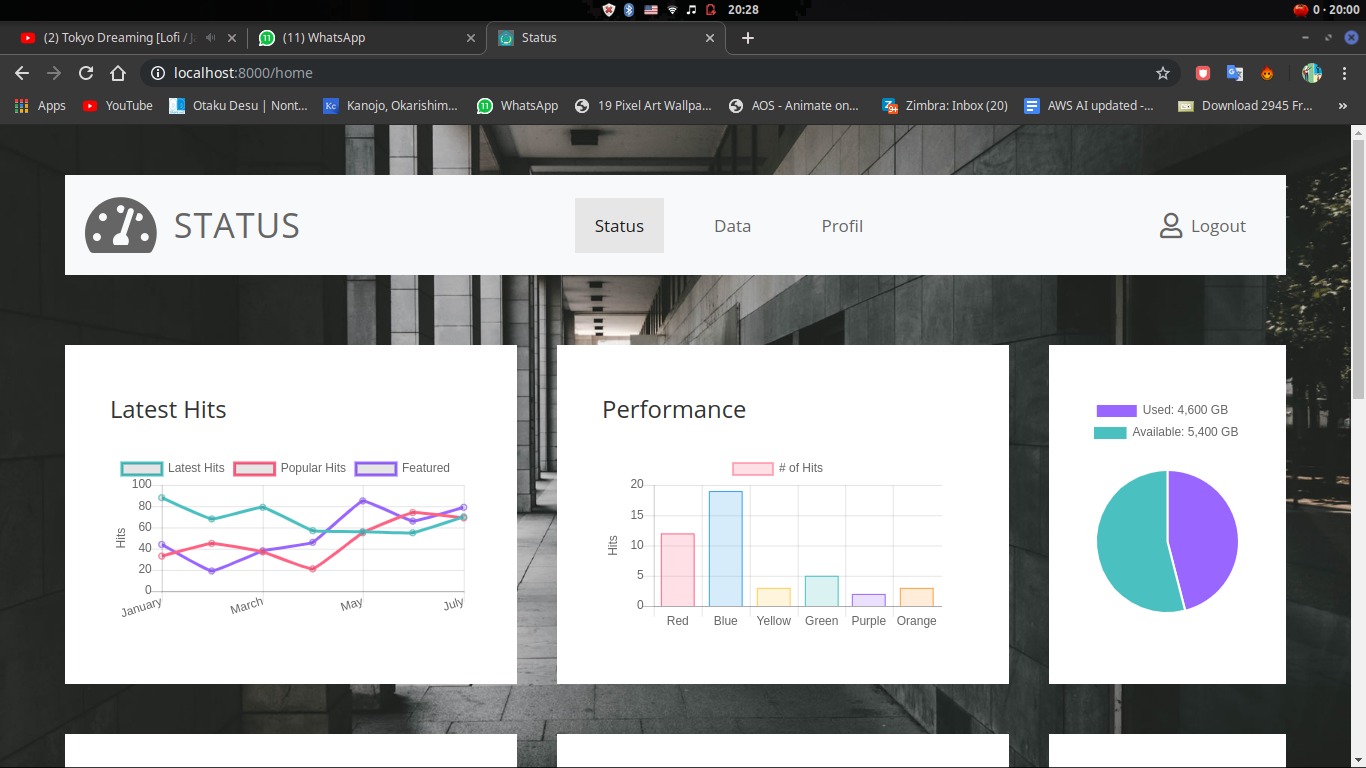 20:28
0 · 20:00
(2) Tokyo Dreaming [Lofi / Ja
(11) WhatsApp
Status
localhost:8000/home
Apps
YouTube
Otaku Desu | Nont...
Kc
Kanojo, Okarishim...
11
WhatsApp
19 Pixel Art Wallpa...
AOS - Animate on...
Zimbra: Inbox (20)
AWS AI updated -...
Download 2945 Fr...
»
STATUS
Status
Data
Profil
Logout
Latest Hits
Latest Hits
Popular Hits
Featured
100
80
60
40
20
0
Hits
January
March
May
July
Performance
# of Hits
20
15
10
5
0
Hits
Red
Blue
Yellow
Green
Purple
Orange
Used: 4,600 GB
Available: 5,400 GB